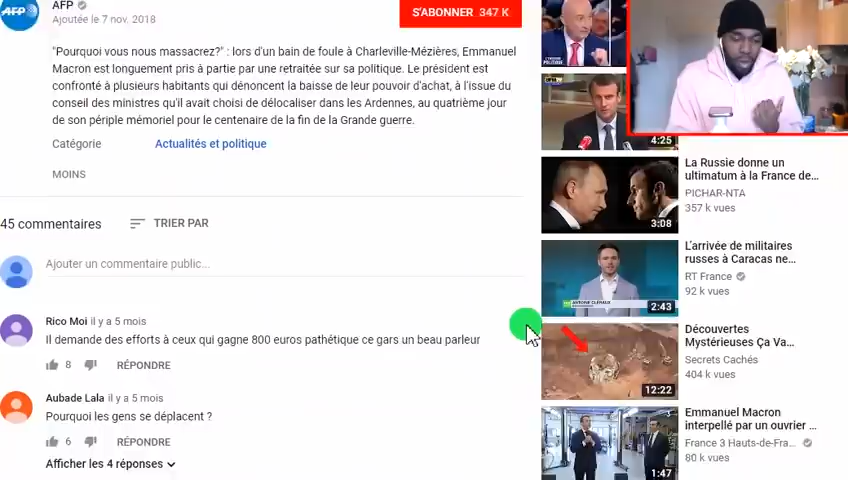 AFP
AFP
Ajoutée le 7 nov. 2018
S'ABONNER 347 K
"Pourquoi vous nous massacrez?" : lors d'un bain de foule à Charleville-Mézières, Emmanuel
Macron est longuement pris à partie par une retraitée sur sa politique. Le président est
confronté à plusieurs habitants qui dénoncent la baisse de leur pouvoir d'achat, à l'issue du
conseil des ministres qu'il avait choisi de délocaliser dans les Ardennes, au quatrième jour
de son périple mémoriel pour le centenaire de la fin de la Grande guerre.
Catégorie
Actualités et politique
MOINS
45 commentaires
TRIER PAR
Ajouter un commentaire public...
Rico Moi il y a 5 mois
Il demande des efforts à ceux qui gagne 800 euros pathétique ce gars un beau parleur
8
RÉPONDRE
Aubade Lala il y a 5 mois
Pourquoi les gens se déplacent ?
6
RÉPONDRE
Afficher les 4 réponses
4:25
La Russie donne un
ultimatum à la France de...
PICHAR-NTA
357 k vues
3:08
L'arrivée de militaires
russes à Caracas ne...
RT France
92 k vues
2:43
Découvertes
Mystérieuses Ça Va...
Secrets Cachés
404 k vues
12:22
Emmanuel Macron
interpellé par un ouvrier ...
France 3 Hauts-de-Fra...
80 k vues
1:47